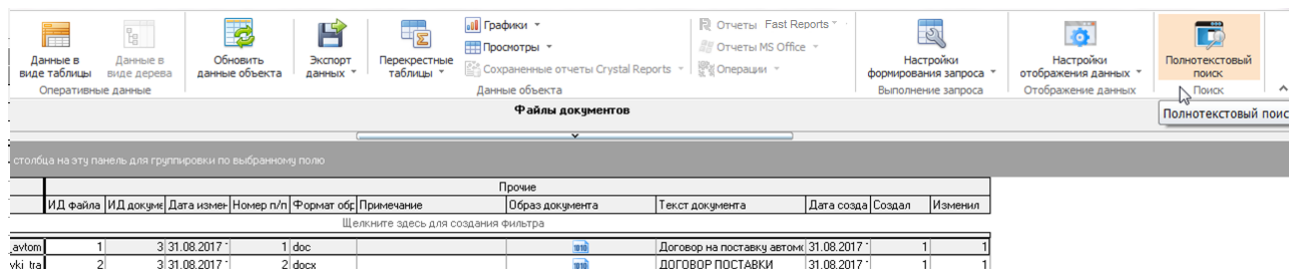 Данные в виде таблицы
Данные в виде дерева
Оперативные данные
Обновить данные объекта
Экспорт данных
Перекрестные таблицы
Графики
Просмотры
Сохраненные отчеты Crystal Reports
Отчеты Fast Reports
Отчеты MS Office
Операции
Данные объекта
Настройки формирования запроса
Выполнение запроса
Настройки отображения данных
Отображение данных
Полнотекстовый поиск
Поиск
Полнотекстовый поис
Файлы документов
столбца на эту панель для группировки по выбранному полю
Прочие
ИД файла ИД докуме Дата измен Номер п/п Формат обр Примечание Образ документа Текст документа Дата созда Создал Изменил
Щелкните здесь для создания фильтра
_avtom 1 3 31.08.2017 1 doc Договор на поставку автомо 31.08.2017 1 1
vki_tra 2 3 31.08.2017 2 docx ДОГОВОР ПОСТАВКИ 31.08.2017 1 1